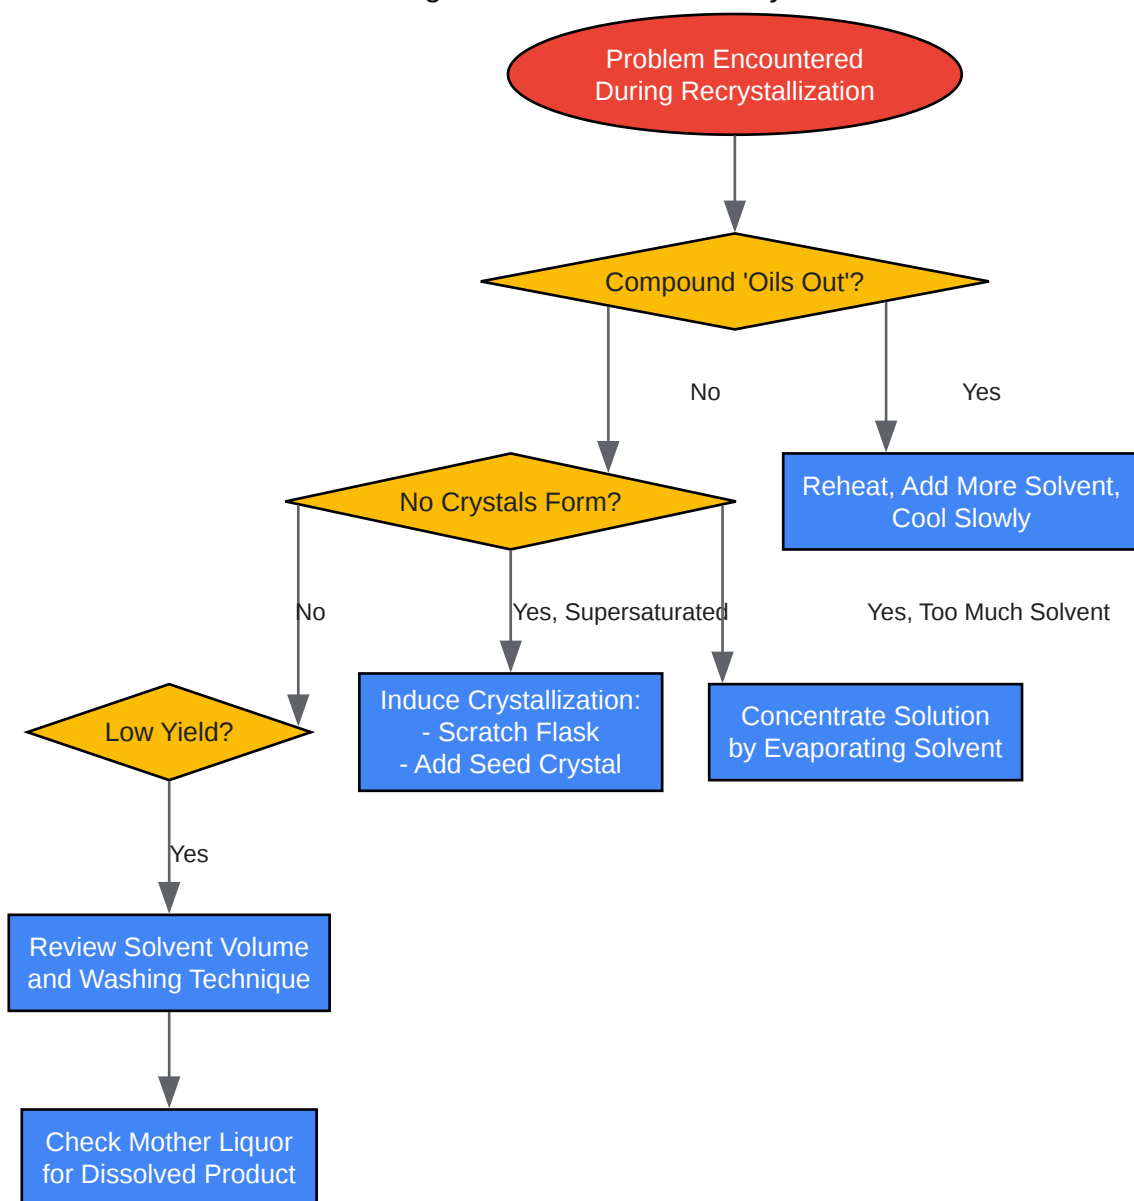 Problem Encountered
During Recrystallization
Compound 'Oils Out'?
No
Yes
Reheat, Add More Solvent,
Cool Slowly
No Crystals Form?
No
Yes, Supersaturated
Yes, Too Much Solvent
Induce Crystallization:
- Scratch Flask
- Add Seed Crystal
Concentrate Solution
by Evaporating Solvent
Low Yield?
Yes
Review Solvent Volume
and Washing Technique
Check Mother Liquor
for Dissolved Product